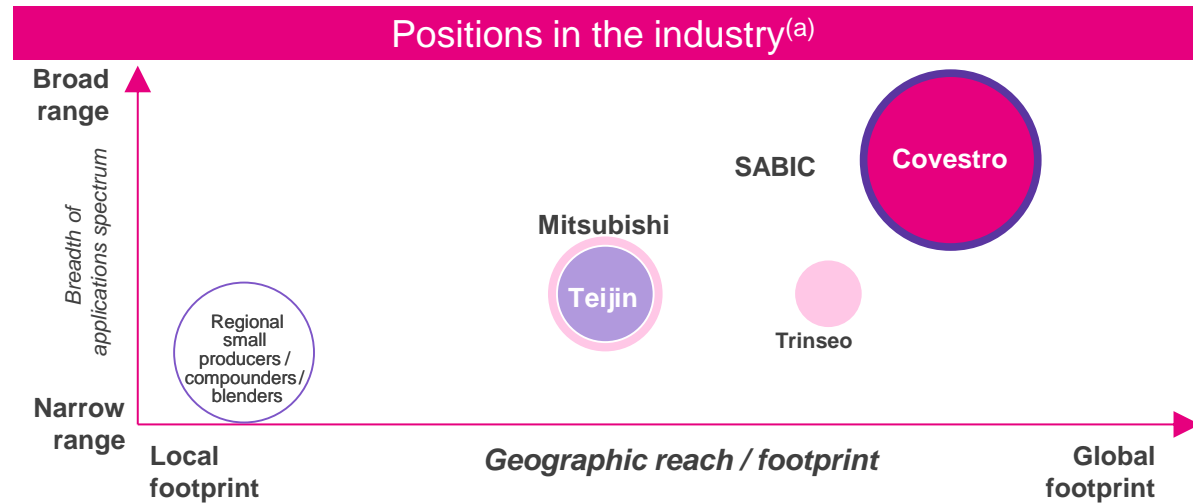 Positions in the industry(a)
Broad
range
Breadth of
applications spectrum
SABIC
Covestro
Mitsubishi
Teijin
Trinseo
Regional
small
producers /
compounders/
blenders
Narrow
range
Local
footprint
Geographic reach / footprint
Global
footprint